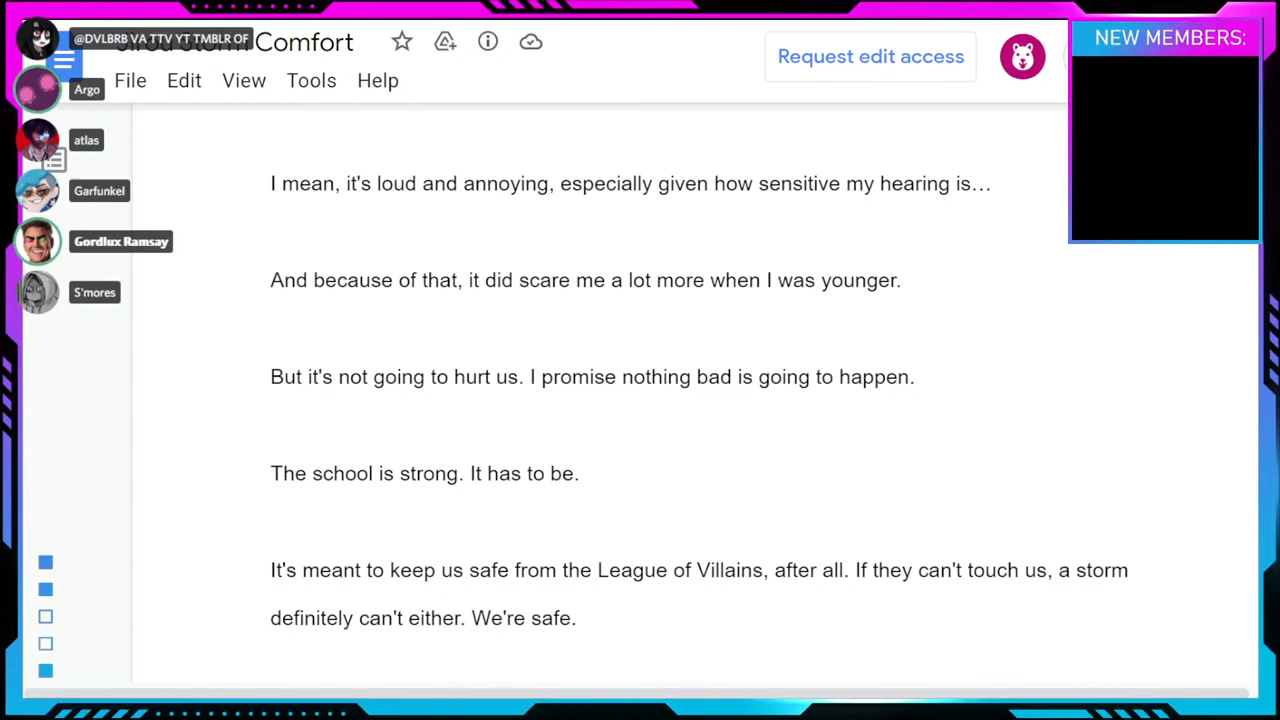 @DVLBRB VA TTV YT TMBLR OF
Comfort
Request edit access
NEW MEMBERS:
File Edit View Tools Help
Argo
atlas
Garfunkel
Gordlux Ramsay
S'mores
I mean, it's loud and annoying, especially given how sensitive my hearing is…
And because of that, it did scare me a lot more when I was younger.
But it's not going to hurt us. I promise nothing bad is going to happen.
The school is strong. It has to be.
It's meant to keep us safe from the League of Villains, after all. If they can't touch us, a storm
definitely can't either. We're safe.